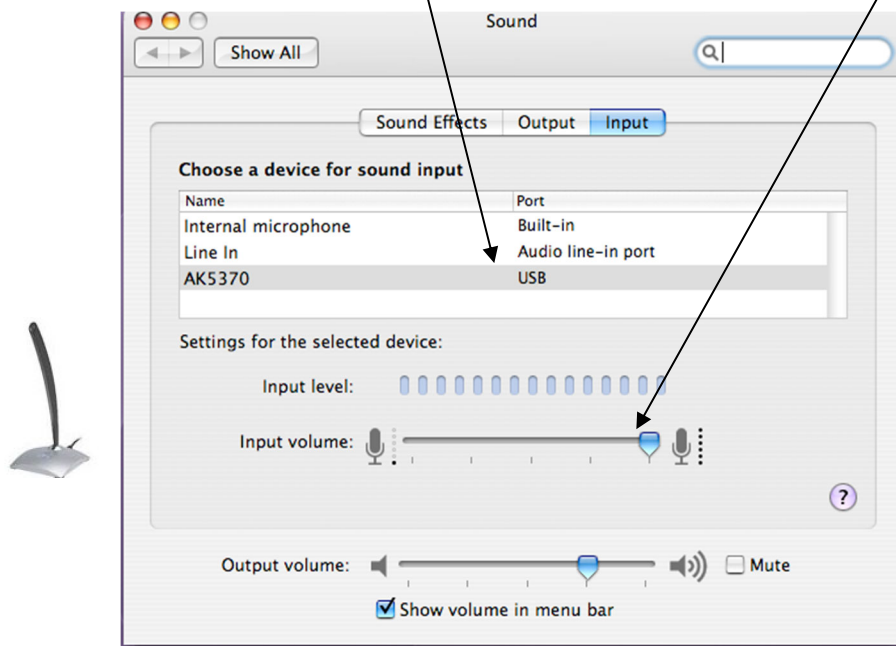 Sound
Show All
Sound Effects Output Input
Choose a device for sound input
Name Port
Internal microphone Built-in
Line In Audio line-in port
AK5370 USB
Settings for the selected device:
Input level:
Input volume:
?
Output volume: Mute
Show volume in menu bar